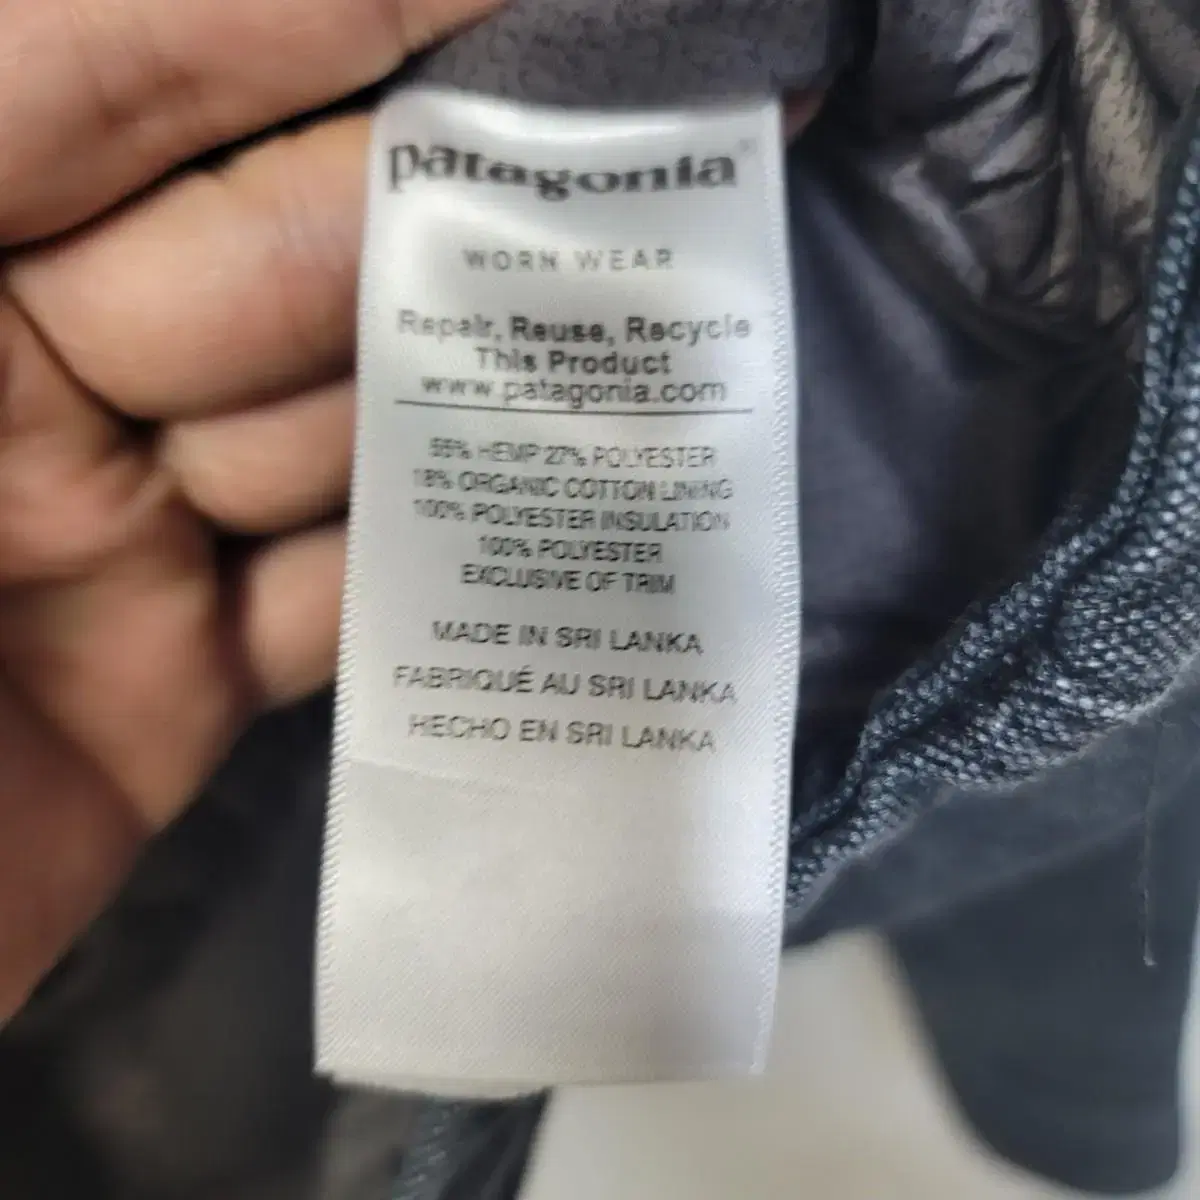 patagonia®
WORN WEAR
Repair, Reuse, Recycle
This Product
www.patagonia.com
55% HEMP 27% POLYESTER
18% ORGANIC COTTON LINING
100% POLYESTER INSULATION
100% POLYESTER
EXCLUSIVE OF TRIM
MADE IN SRI LANKA
FABRIQUÉ AU SRI LANKA
HECHO EN SRI LANKA